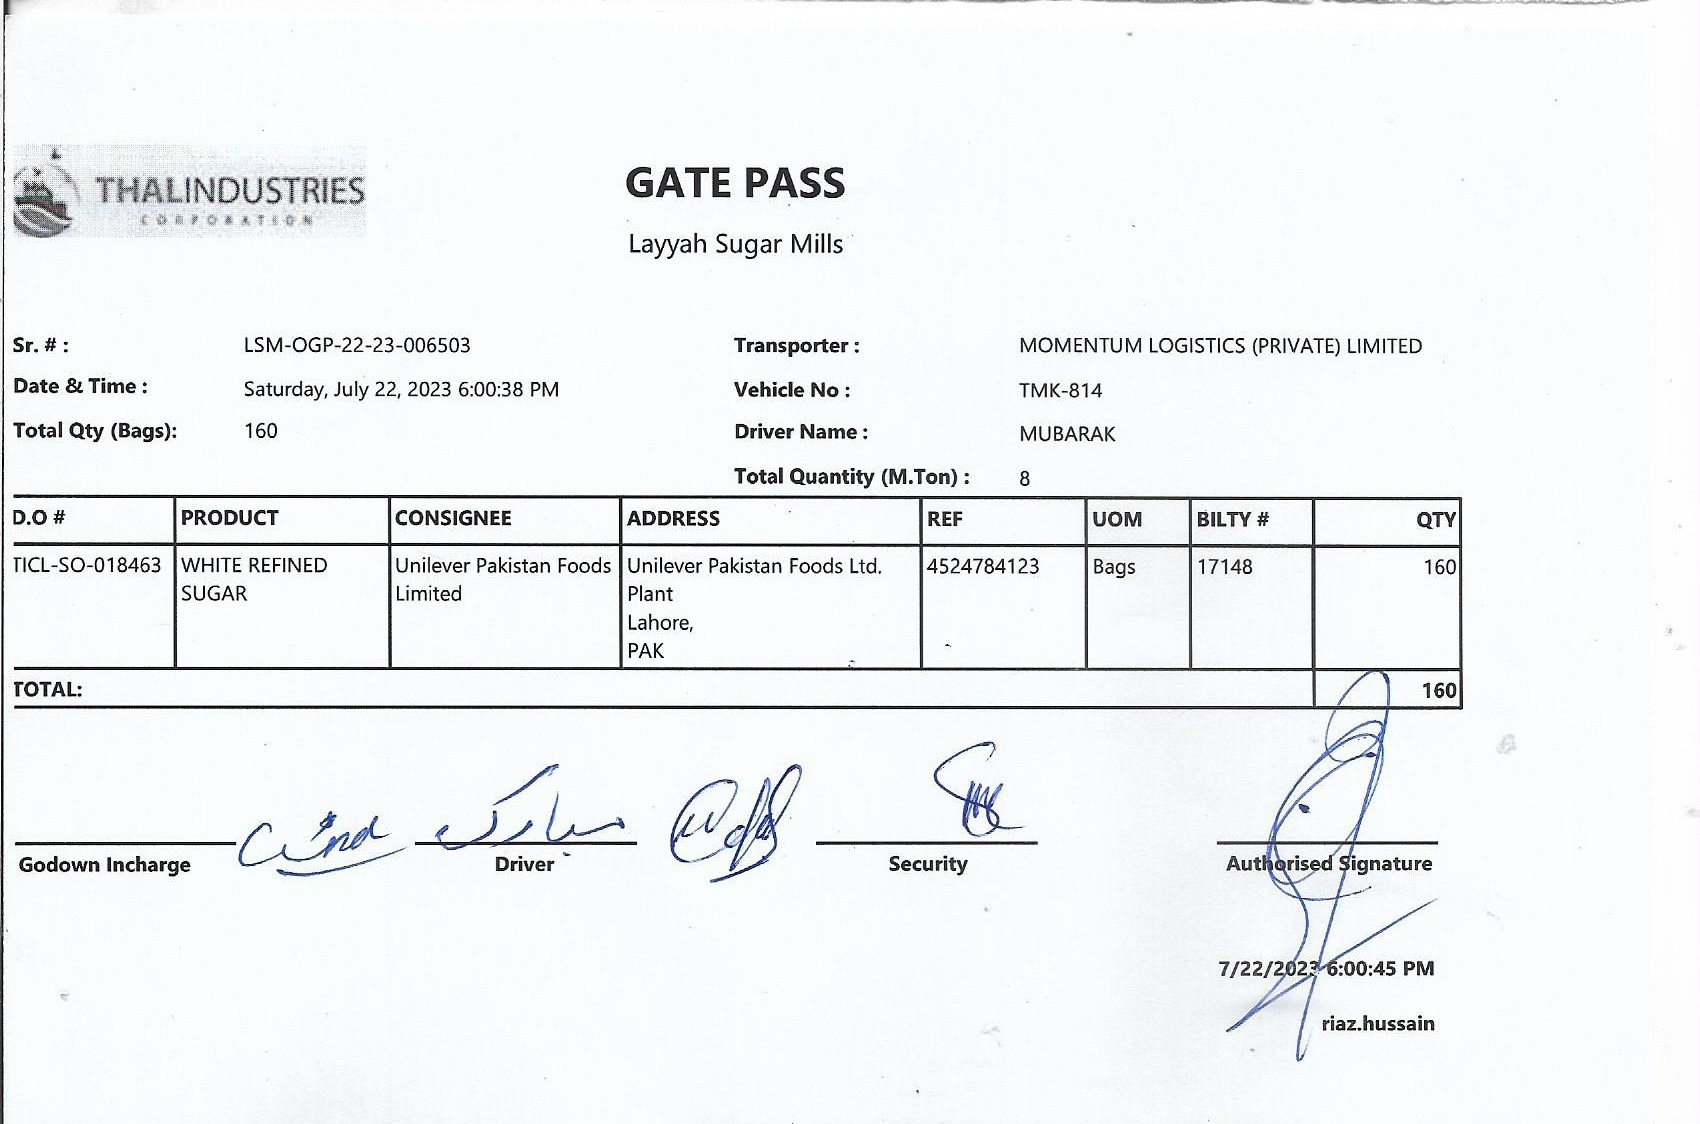 THALINDUSTRIES
CORPORATION
GATE PASS
Layyah Sugar Mills
Sr. # : LSM-OGP-22-23-006503 Transporter : MOMENTUM LOGISTICS (PRIVATE) LIMITED
Date & Time : Saturday, July 22, 2023 6:00:38 PM Vehicle No : TMK-814
Total Qty (Bags): 160 Driver Name : MUBARAK
Total Quantity (M.Ton) : 8
D.O # PRODUCT CONSIGNEE ADDRESS REF UOM BILTY # QTY
TICL-SO-018463 WHITE REFINED Unilever Pakistan Foods Unilever Pakistan Foods Ltd. 4524784123 Bags 17148 160
SUGAR Limited Plant
Lahore,
PAK
TOTAL: 160
مبارک
Godown Incharge Driver Security Authorised Signature
7/22/2023 6:00:45 PM
riaz.hussain